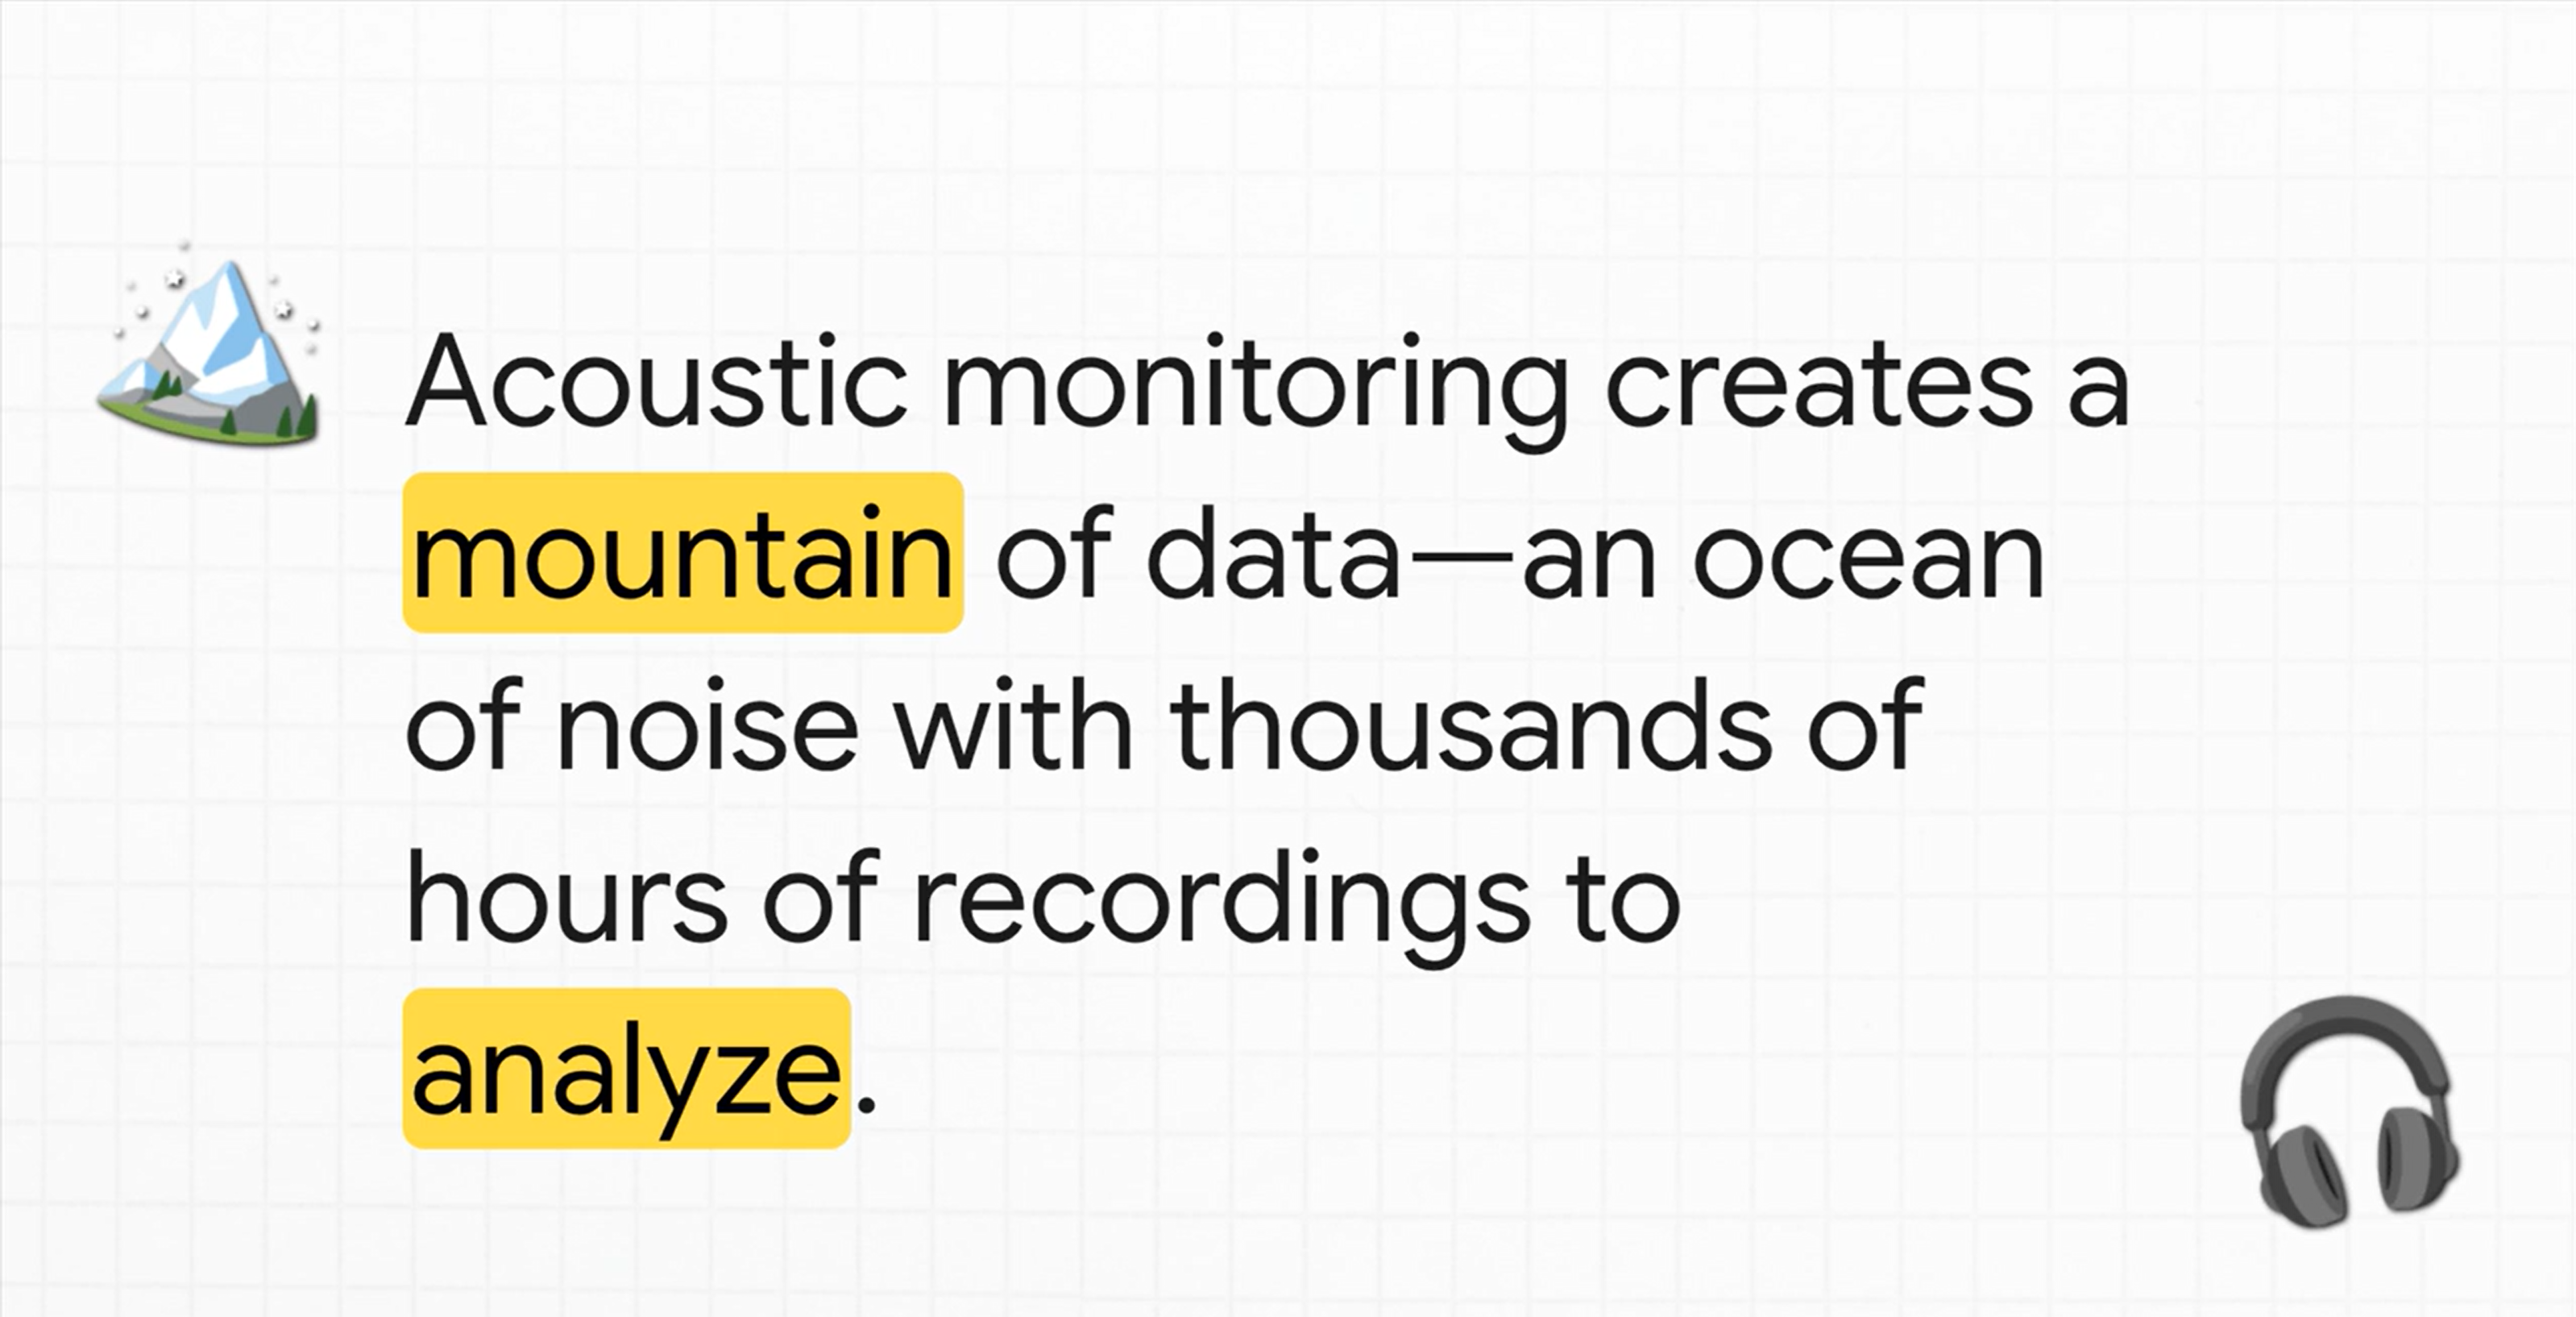 Acoustic monitoring creates a
mountain of data—an ocean
of noise with thousands of
hours of recordings to
analyze.